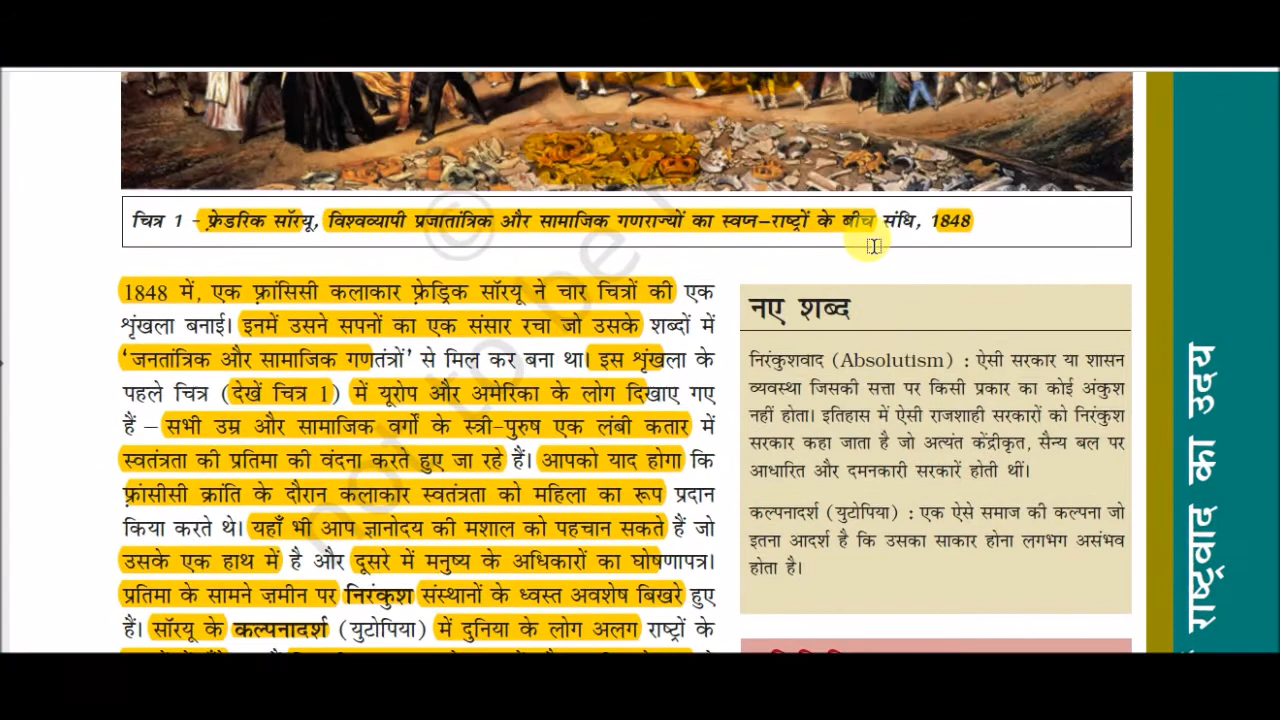 चित्र 1 – फ़्रेडरिक सॉरयू, विश्वव्यापी प्रजातांत्रिक और सामाजिक गणराज्यों का स्वप्न–राष्ट्रों के बीच संधि, 1848
1848 में, एक फ़्रांसिसी कलाकार फ़्रेड्रिक सॉरयू ने चार चित्रों की एक
शृंखला बनाई। इनमें उसने सपनों का एक संसार रचा जो उसके शब्दों में
‘जनतांत्रिक और सामाजिक गणतंत्रों’ से मिल कर बना था। इस शृंखला के
पहले चित्र (देखें चित्र 1) में यूरोप और अमेरिका के लोग दिखाए गए
हैं – सभी उम्र और सामाजिक वर्गों के स्त्री-पुरुष एक लंबी कतार में
स्वतंत्रता की प्रतिमा की वंदना करते हुए जा रहे हैं। आपको याद होगा कि
फ़्रांसीसी क्रांति के दौरान कलाकार स्वतंत्रता को महिला का रूप प्रदान
किया करते थे। यहाँ भी आप ज्ञानोदय की मशाल को पहचान सकते हैं जो
उसके एक हाथ में है और दूसरे में मनुष्य के अधिकारों का घोषणापत्र।
प्रतिमा के सामने ज़मीन पर निरंकुश संस्थानों के ध्वस्त अवशेष बिखरे हुए
हैं। सॉरयू के कल्पनादर्श (युटोपिया) में दुनिया के लोग अलग राष्ट्रों के
नए शब्द
निरंकुशवाद (Absolutism) : ऐसी सरकार या शासन
व्यवस्था जिसकी सत्ता पर किसी प्रकार का कोई अंकुश
नहीं होता। इतिहास में ऐसी राजशाही सरकारों को निरंकुश
सरकार कहा जाता है जो अत्यंत केंद्रीकृत, सैन्य बल पर
आधारित और दमनकारी सरकारें होती थीं।
कल्पनादर्श (युटोपिया) : एक ऐसे समाज की कल्पना जो
इतना आदर्श है कि उसका साकार होना लगभग असंभव
होता है।
राष्ट्रवाद का उदय
© not to be